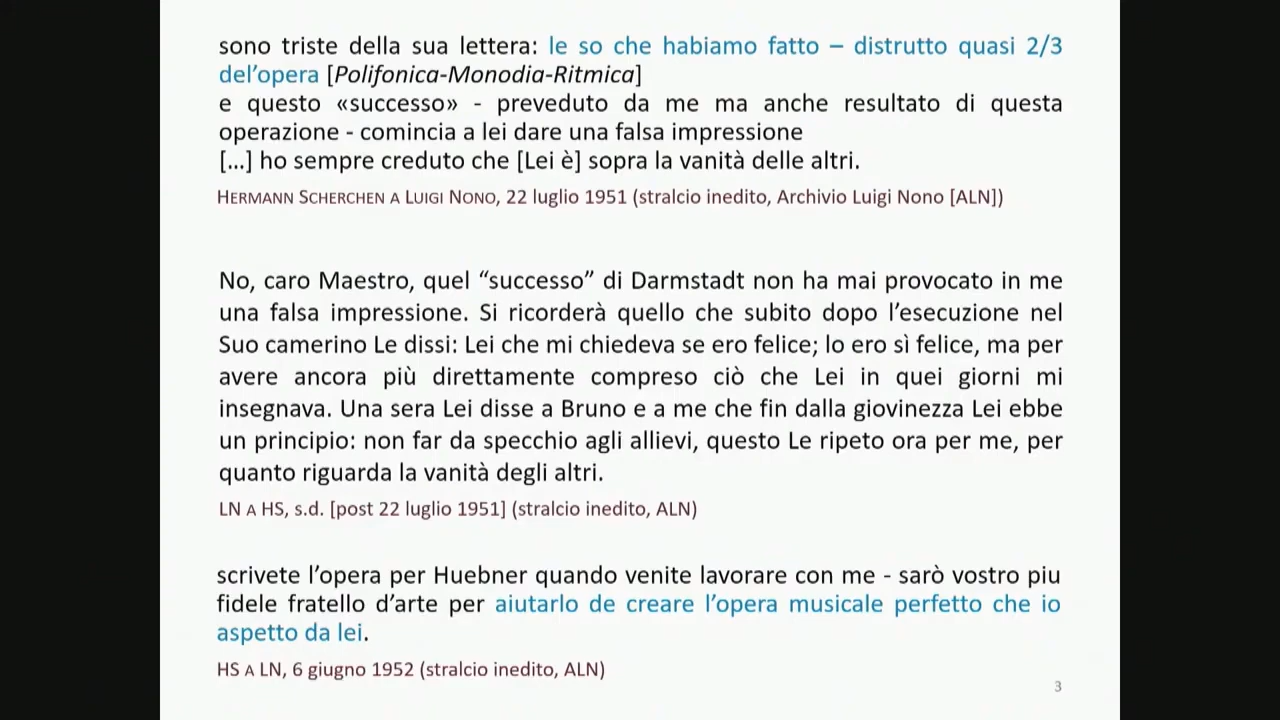 sono triste della sua lettera: le so che habiamo fatto – distrutto quasi 2/3
del’opera [Polifonica-Monodia-Ritmica]
e questo «successo» - preveduto da me ma anche resultato di questa
operazione - comincia a lei dare una falsa impressione
[...] ho sempre creduto che [Lei è] sopra la vanità delle altri.
HERMANN SCHERCHEN A LUIGI NONO, 22 luglio 1951 (stralcio inedito, Archivio Luigi Nono [ALN])
No, caro Maestro, quel “successo” di Darmstadt non ha mai provocato in me
una falsa impressione. Si ricorderà quello che subito dopo l’esecuzione nel
Suo camerino Le dissi: Lei che mi chiedeva se ero felice; lo ero sì felice, ma per
avere ancora più direttamente compreso ciò che Lei in quei giorni mi
insegnava. Una sera Lei disse a Bruno e a me che fin dalla giovinezza Lei ebbe
un principio: non far da specchio agli allievi, questo Le ripeto ora per me, per
quanto riguarda la vanità degli altri.
LN A HS, s.d. [post 22 luglio 1951] (stralcio inedito, ALN)
scrivete l’opera per Huebner quando venite lavorare con me - sarò vostro piu
fidele fratello d’arte per aiutarlo de creare l’opera musicale perfetto che io
aspetto da lei.
HS A LN, 6 giugno 1952 (stralcio inedito, ALN)
3